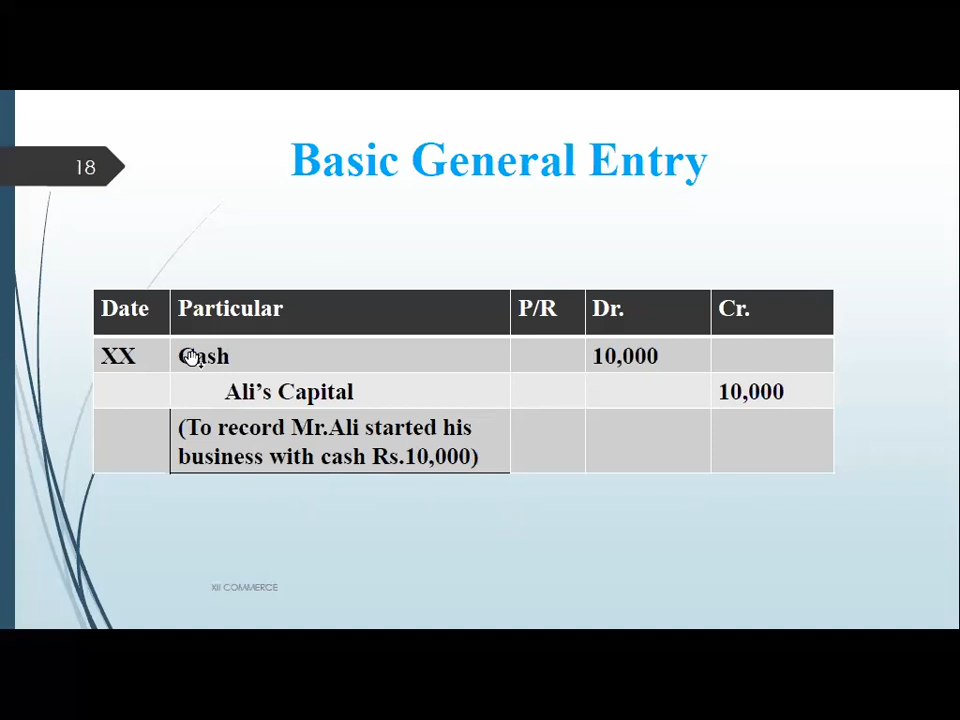 18
Basic General Entry
Date Particular P/R Dr. Cr.
XX Cash 10,000
Ali's Capital 10,000
(To record Mr.Ali started his
business with cash Rs.10,000)
XII COMMERCE